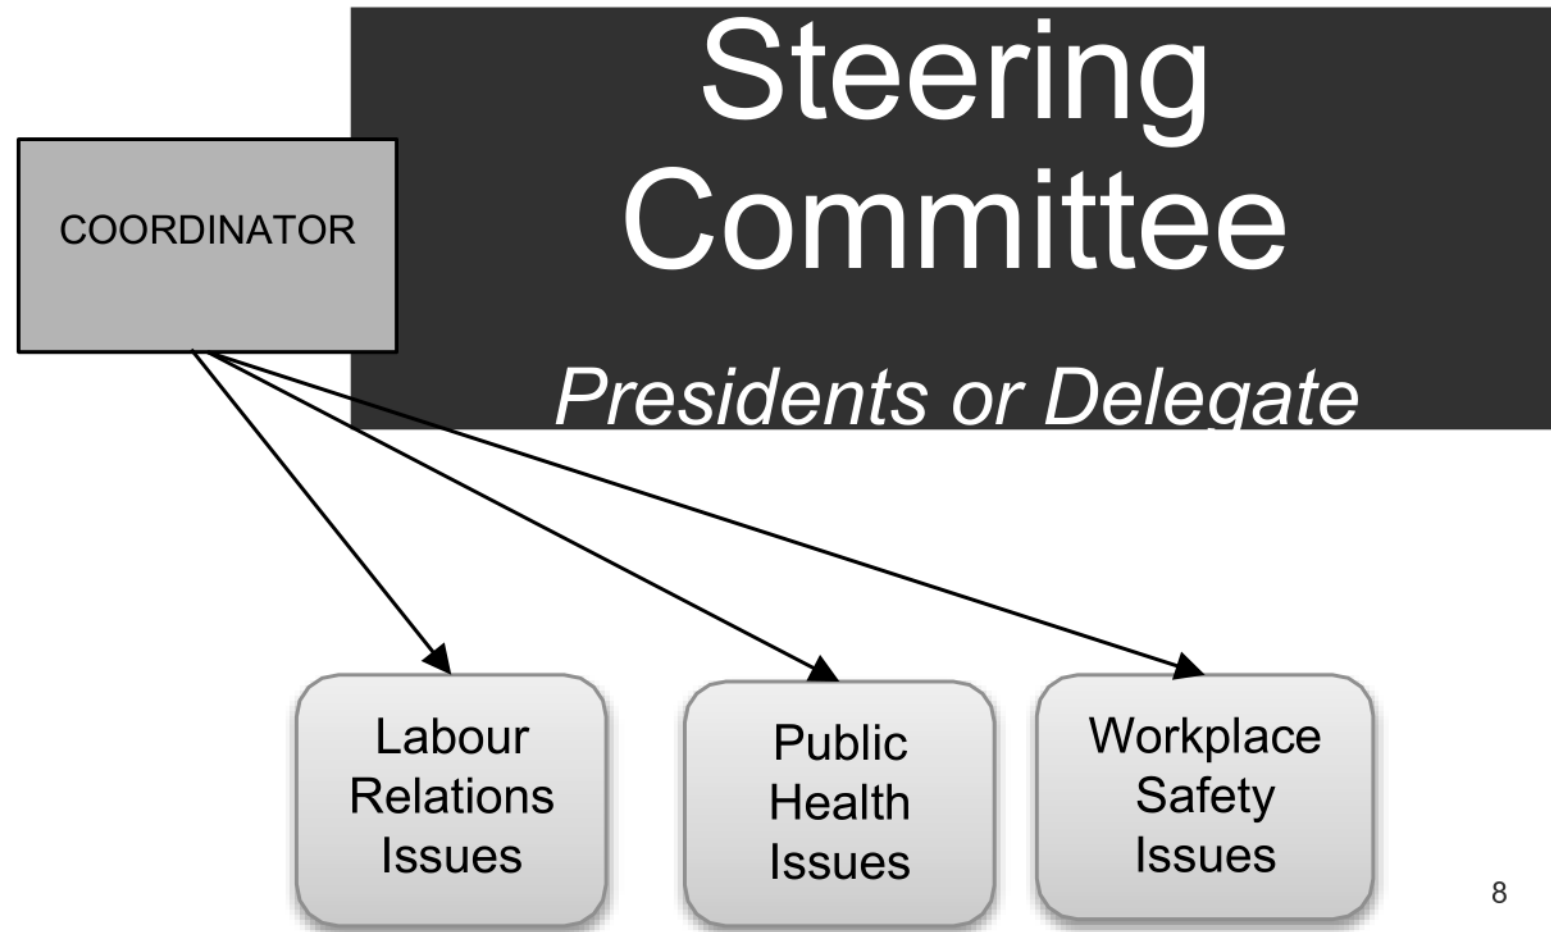 Steering
Committee
COORDINATOR
Presidents or Delegate
Labour
Relations
Issues
Public
Health
Issues
Workplace
Safety
Issues
8